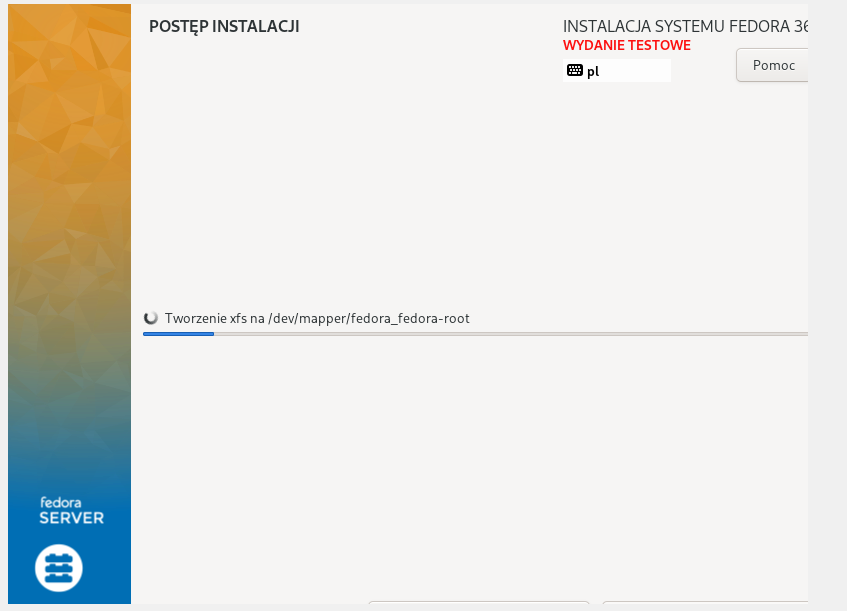 POSTĘP INSTALACJI
INSTALACJA SYSTEMU FEDORA 36
WYDANIE TESTOWE
pl
Pomoc
Tworzenie xfs na /dev/mapper/fedora_fedora-root
fedora
SERVER